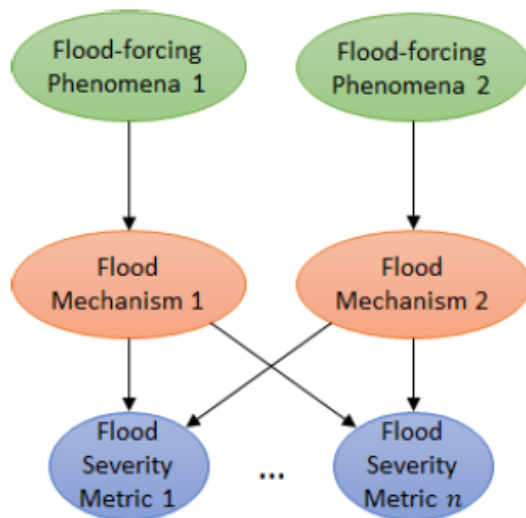 Flood-forcing
Phenomena 1
Flood-forcing
Phenomena 2
Flood
Mechanism 1
Flood
Mechanism 2
Flood
Severity
Metric 1
...
Flood
Severity
Metric n